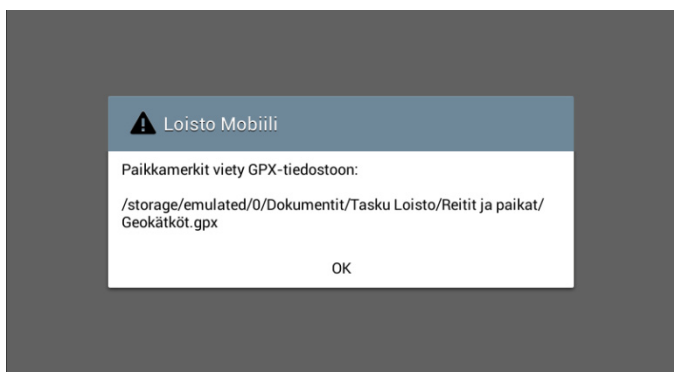 Loisto Mobiili
Paikkamerkit viety GPX-tiedostoon:
/storage/emulated/0/Dokumentit/Tasku Loisto/Reitit ja paikat/
Geokätköt.gpx
OK